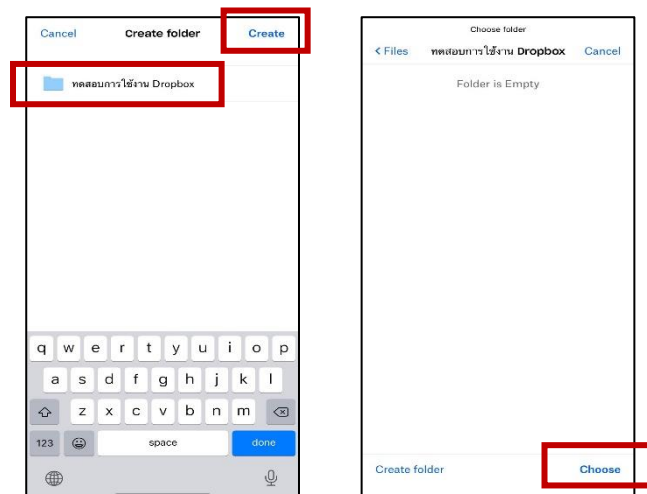 Cancel Create folder Create
ทดสอบการใช้งาน Dropbox
q w e r t y u i o p
a s d f g h j k l
z x c v b n m
123 space done
Choose folder
< Files ทดสอบการใช้งาน Dropbox Cancel
Folder is Empty
Create folder Choose